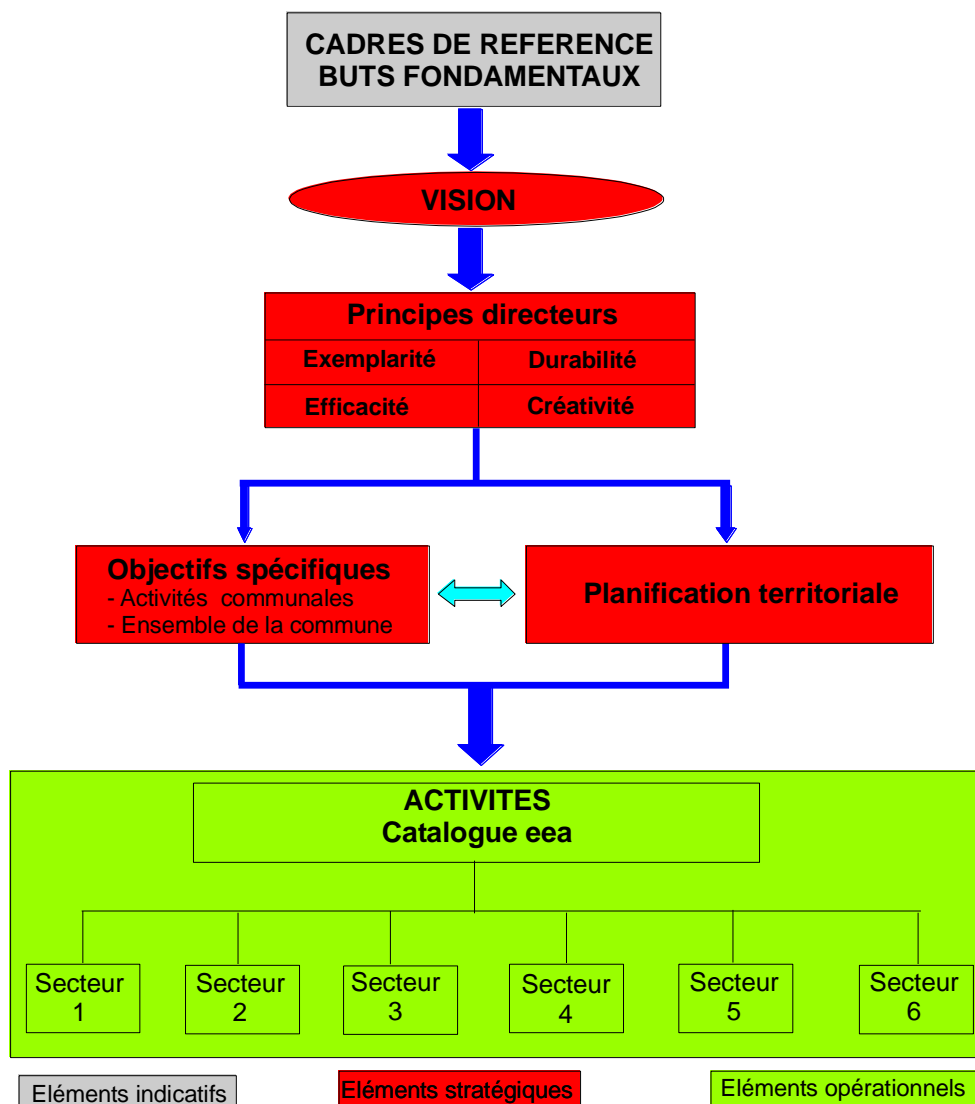 CADRES DE REFERENCE
BUTS FONDAMENTAUX
VISION
Principes directeurs
Exemplarité
Durabilité
Efficacité
Créativité
Objectifs spécifiques
- Activités communales
- Ensemble de la commune
Planification territoriale
ACTIVITES
Catalogue eea
Secteur
1
Secteur
2
Secteur
3
Secteur
4
Secteur
5
Secteur
6
Eléments indicatifs
Eléments stratégiques
Eléments opérationnels